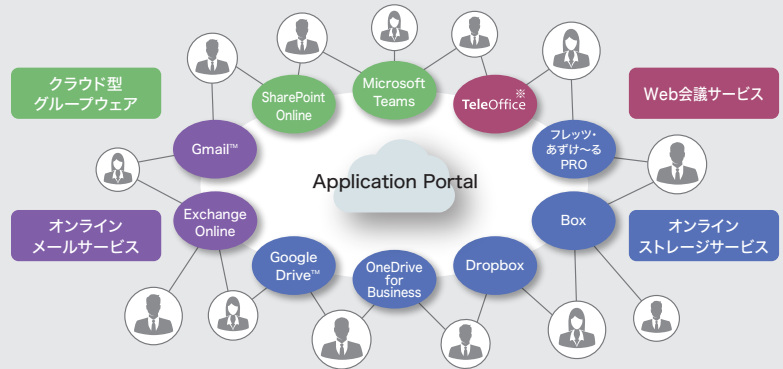 クラウド型
グループウェア
SharePoint
Online
Microsoft
Teams
※
TeleOffice
Web会議サービス
Gmail™
フレッツ・
あずけ～る
PRO
Application Portal
オンライン
メールサービス
Exchange
Online
Box
オンライン
ストレージサービス
Google
Drive™
OneDrive
for
Business
Dropbox